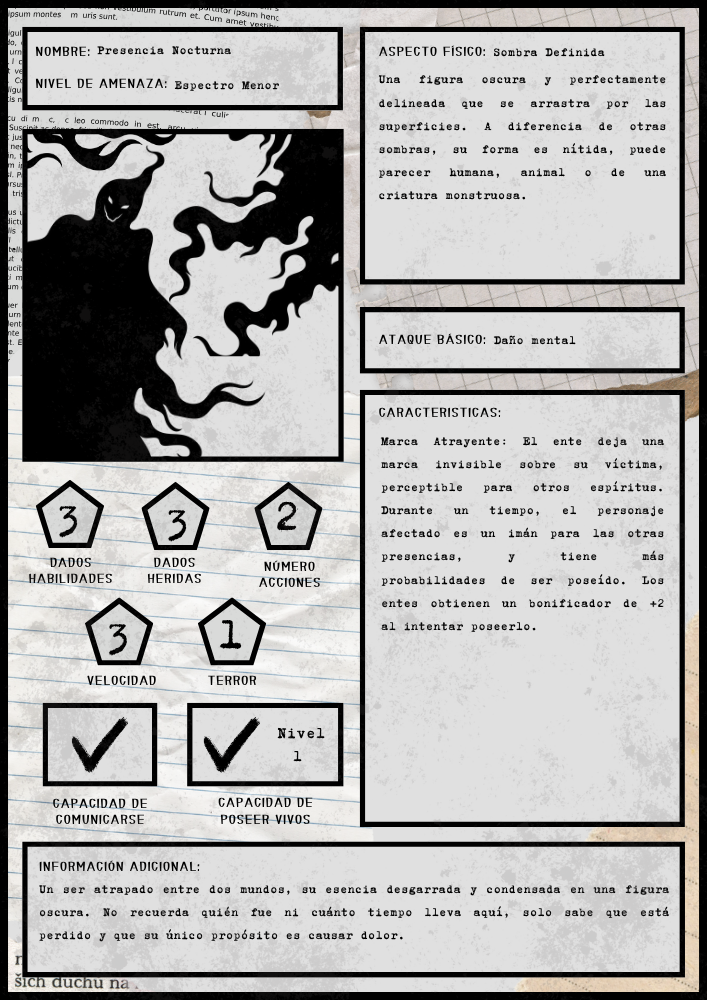 NOMBRE: Presencia Nocturna
NIVEL DE AMENAZA: Espectro Menor
ASPECTO FÍSICO: Sombra Definida
Una figura oscura y perfectamente
delineada que se arrastra por las
superficies. A diferencia de otras
sombras, su forma es nítida, puede
parecer humana, animal o de una
criatura monstruosa.
ATAQUE BÁSICO: Daño mental
CARACTERISTICAS:
Marca Atrayente: El ente deja una
marca invisible sobre su víctima,
perceptible para otros espíritus.
Durante un tiempo, el personaje
afectado es un imán para las otras
presencias, y tiene más
probabilidades de ser poseído. Los
entes obtienen un bonificador de +2
al intentar poseerlo.
3
3
2
DADOS
HABILIDADES
DADOS
HERIDAS
NÚMERO
ACCIONES
3
1
VELOCIDAD
TERROR
Nivel
1
CAPACIDAD DE
COMUNICARSE
CAPACIDAD DE
POSEER VIVOS
INFORMACIÓN ADICIONAL:
Un ser atrapado entre dos mundos, su esencia desgarrada y condensada en una figura
oscura. No recuerda quién fue ni cuánto tiempo lleva aquí, solo sabe que está
perdido y que su único propósito es causar dolor.
šich duchu na